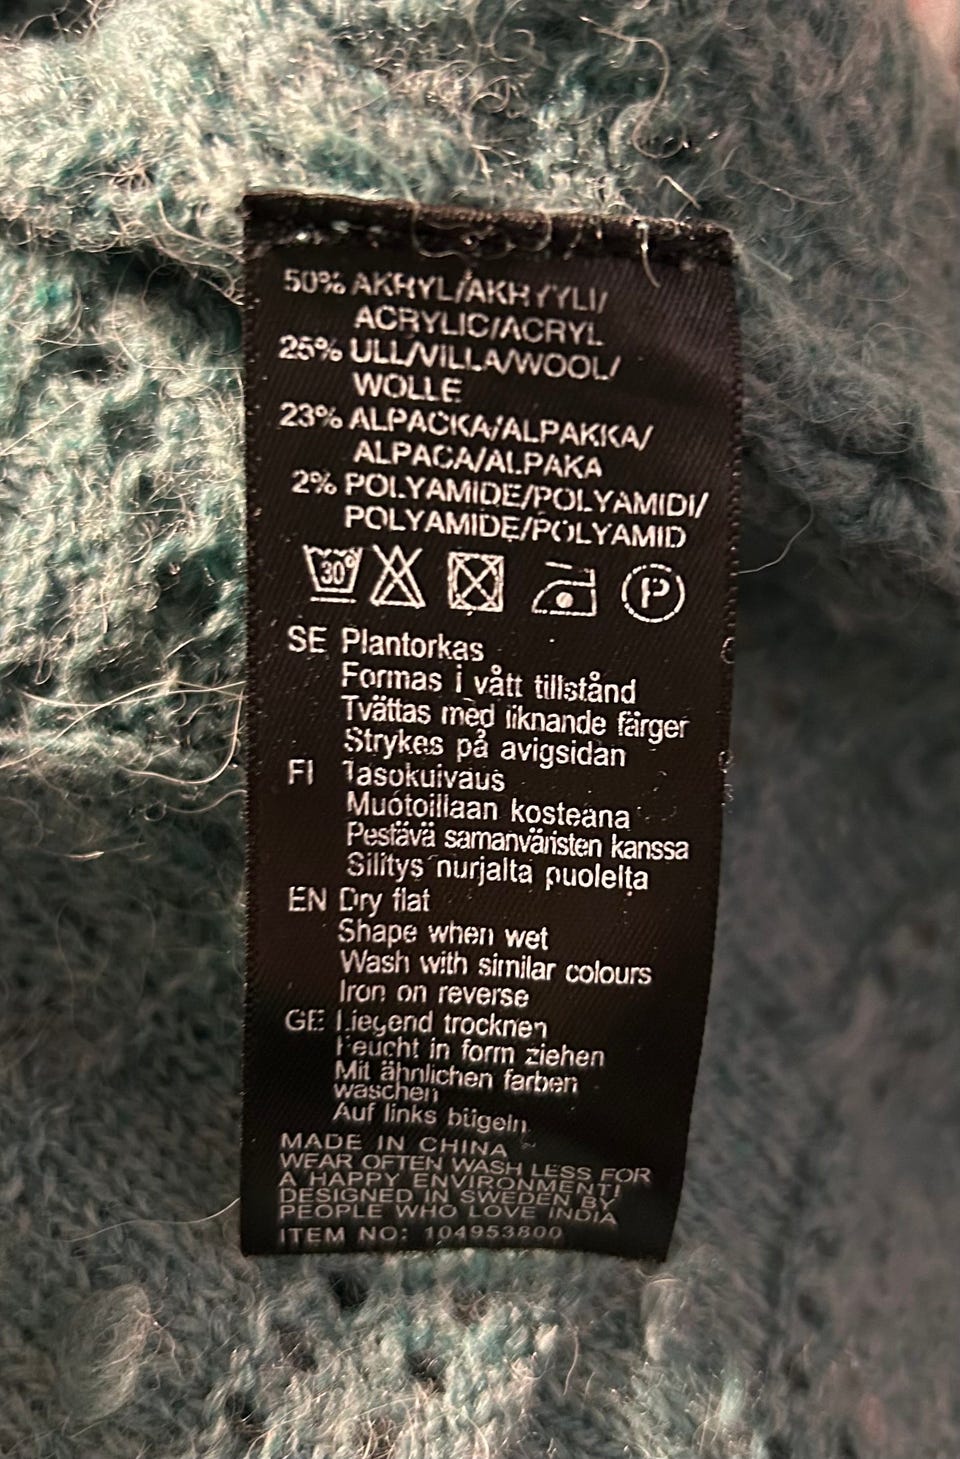 50% AKRYL/AKRYYLI/
ACRYLIC/ACRYL
25% ULL/VILLA/WOOL/
WOLLE
23% ALPACKA/ALPAKKA/
ALPACA/ALPAKA
2% POLYAMIDE/POLYAMIDI/
POLYAMIDE/POLYAMID
30° P
SE Plantorkas
Formas i vått tillstånd
Tvättas med liknande färger
Strykes på avigsidan
FI Tasokuivaus
Muotoillaan kosteana
Pestävä samanväristen kanssa
Silitys nurjalta puolelta
EN Dry flat
Shape when wet
Wash with similar colours
Iron on reverse
GE Liegend trocknen
Feucht in form ziehen
Mit ähnlichen farben
waschen
Auf links bügeln
MADE IN CHINA
WEAR OFTEN WASH LESS FOR
A HAPPY ENVIRONMENT!
DESIGNED IN SWEDEN BY
PEOPLE WHO LOVE INDIA
ITEM NO: 104953800